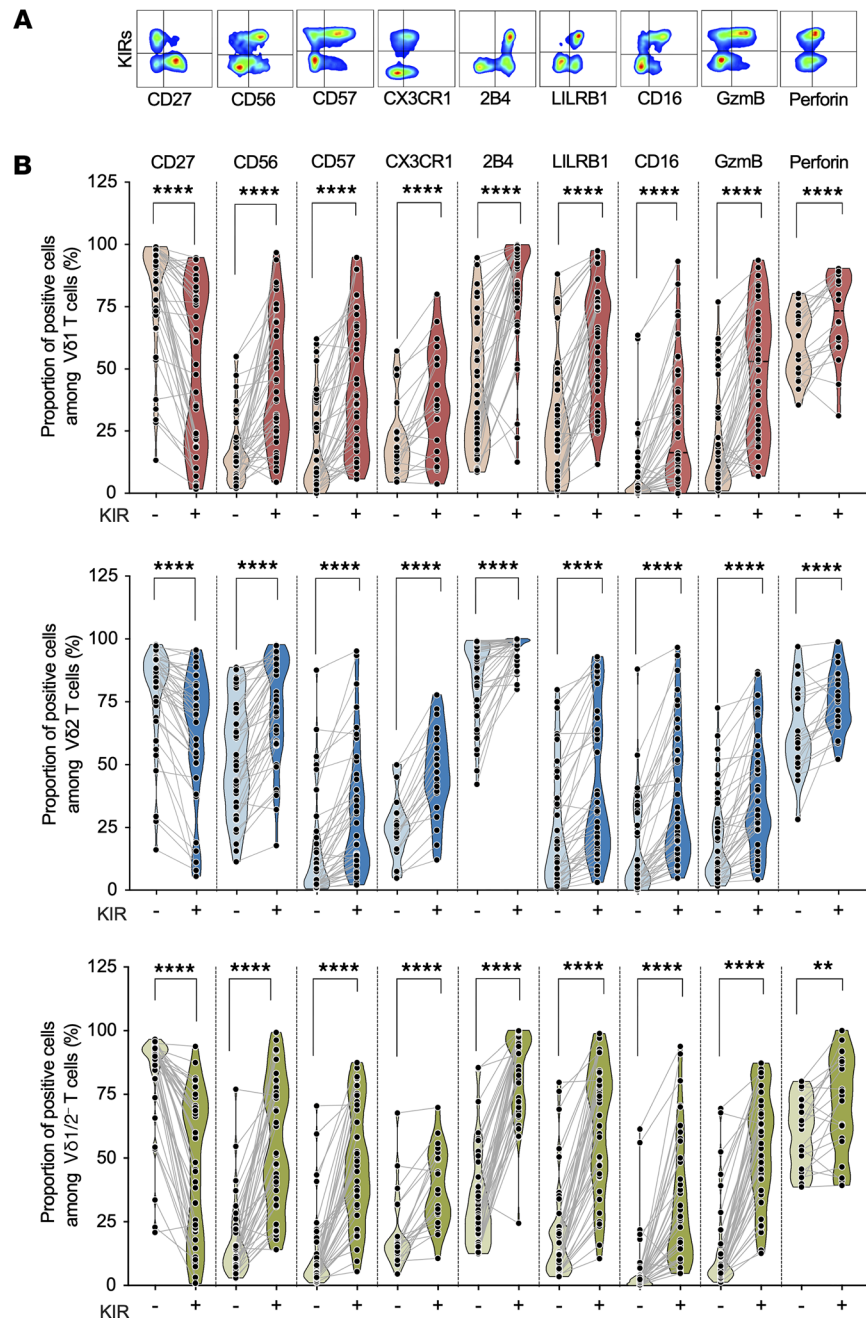 A
KIRs
CD27 CD56 CD57 CX3CR1 2B4 LILRB1 CD16 GzmB Perforin
B
CD27 CD56 CD57 CX3CR1 2B4 LILRB1 CD16 GzmB Perforin
Proportion of positive cells
among Vδ1 T cells (%)
125
100
75
50
25
0
**** **** **** **** **** **** **** **** ****
KIR - + - + - + - + - + - + - + - + - +
Proportion of positive cells
among Vδ2 T cells (%)
125
100
75
50
25
0
**** **** **** **** **** **** **** **** ****
KIR - + - + - + - + - + - + - + - + - +
Proportion of positive cells
among Vδ1/2⁻ T cells (%)
125
100
75
50
25
0
**** **** **** **** **** **** **** **** **
KIR - + - + - + - + - + - + - + - + - +